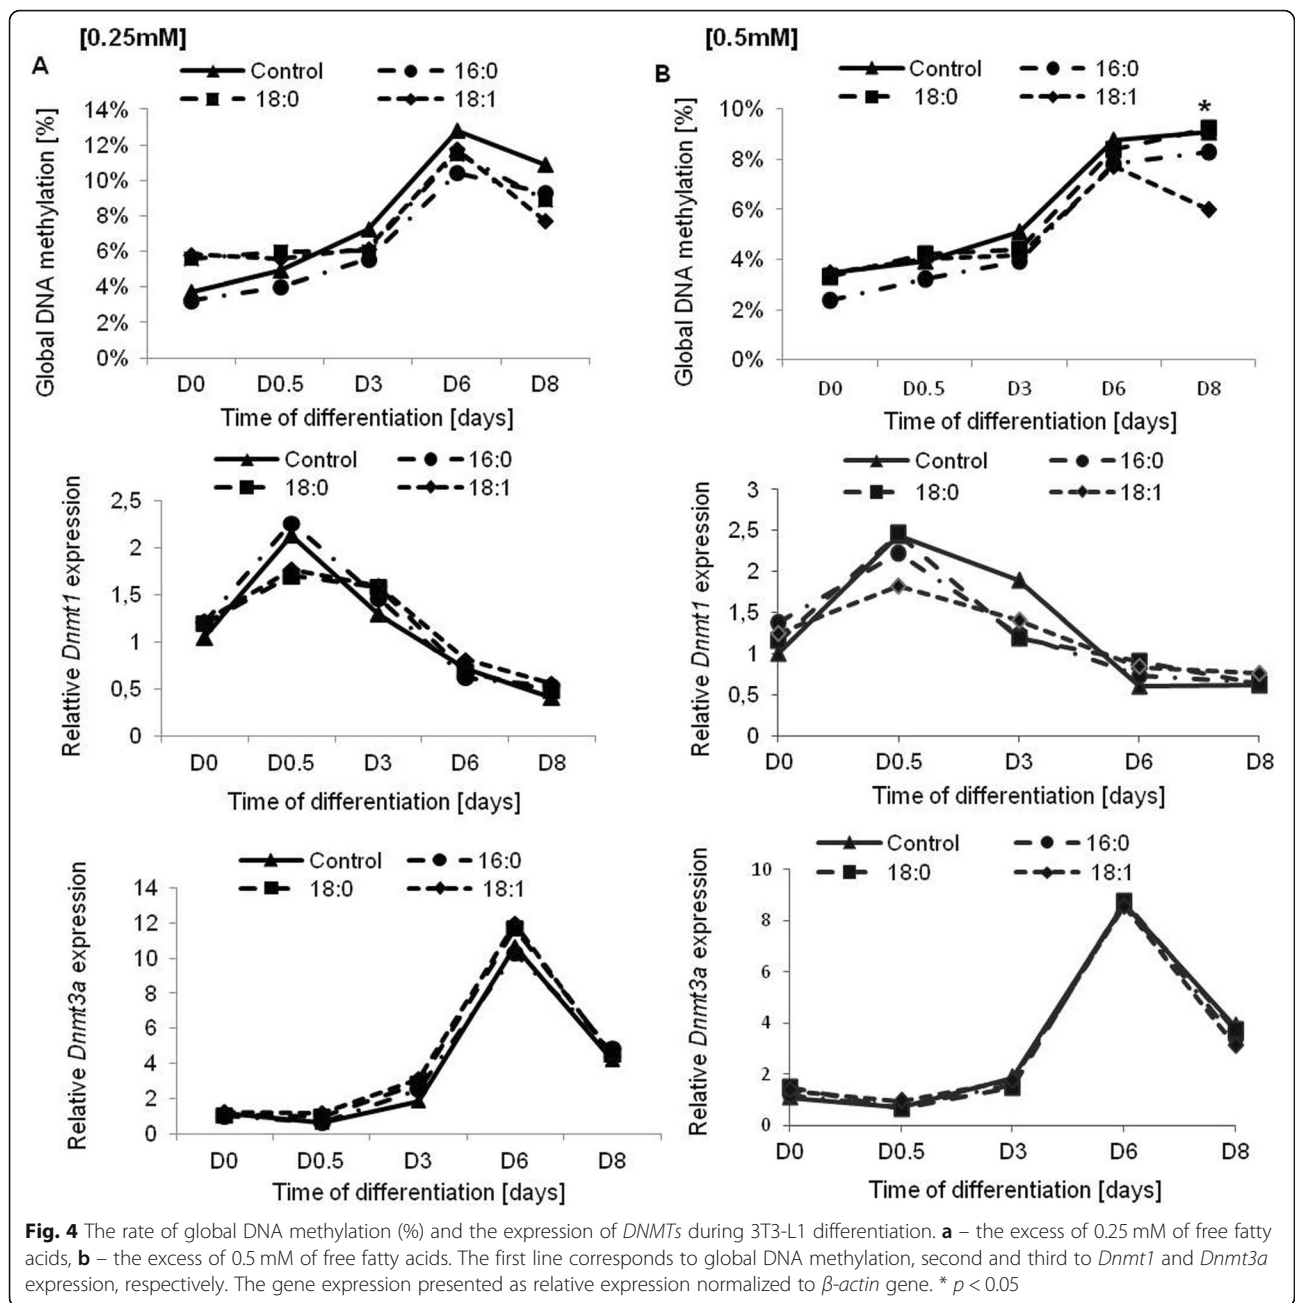 [0.25mM]
A
Control 16:0
18:0 18:1
Global DNA methylation [%]
14%
12%
10%
8%
6%
4%
2%
0%
D0 D0.5 D3 D6 D8
Time of differentiation [days]
[0.5mM]
B
Control 16:0
18:0 18:1
Global DNA methylation [%]
10%
8%
6%
4%
2%
0%
*
D0 D0.5 D3 D6 D8
Time of differentiation [days]
Control 16:0
18:0 18:1
Relative Dnmt1 expression
2,5
2
1,5
1
0,5
0
D0 D0.5 D3 D6 D8
Time of differentiation [days]
Control 16:0
18:0 18:1
Relative Dnmt1 expression
3
2,5
2
1,5
1
0,5
0
D0 D0.5 D3 D6 D8
Time of differentiation [days]
Control 16:0
18:0 18:1
Relative Dnmt3a expression
14
12
10
8
6
4
2
0
D0 D0.5 D3 D6 D8
Time of differentiation [days]
Control 16:0
18:0 18:1
Relative Dnmt3a expression
10
8
6
4
2
0
D0 D0.5 D3 D6 D8
Time of differentiation [days]
Fig. 4 The rate of global DNA methylation (%) and the expression of DNMTs during 3T3-L1 differentiation. a – the excess of 0.25 mM of free fatty
acids, b – the excess of 0.5 mM of free fatty acids. The first line corresponds to global DNA methylation, second and third to Dnmt1 and Dnmt3a
expression, respectively. The gene expression presented as relative expression normalized to β-actin gene. * p < 0.05